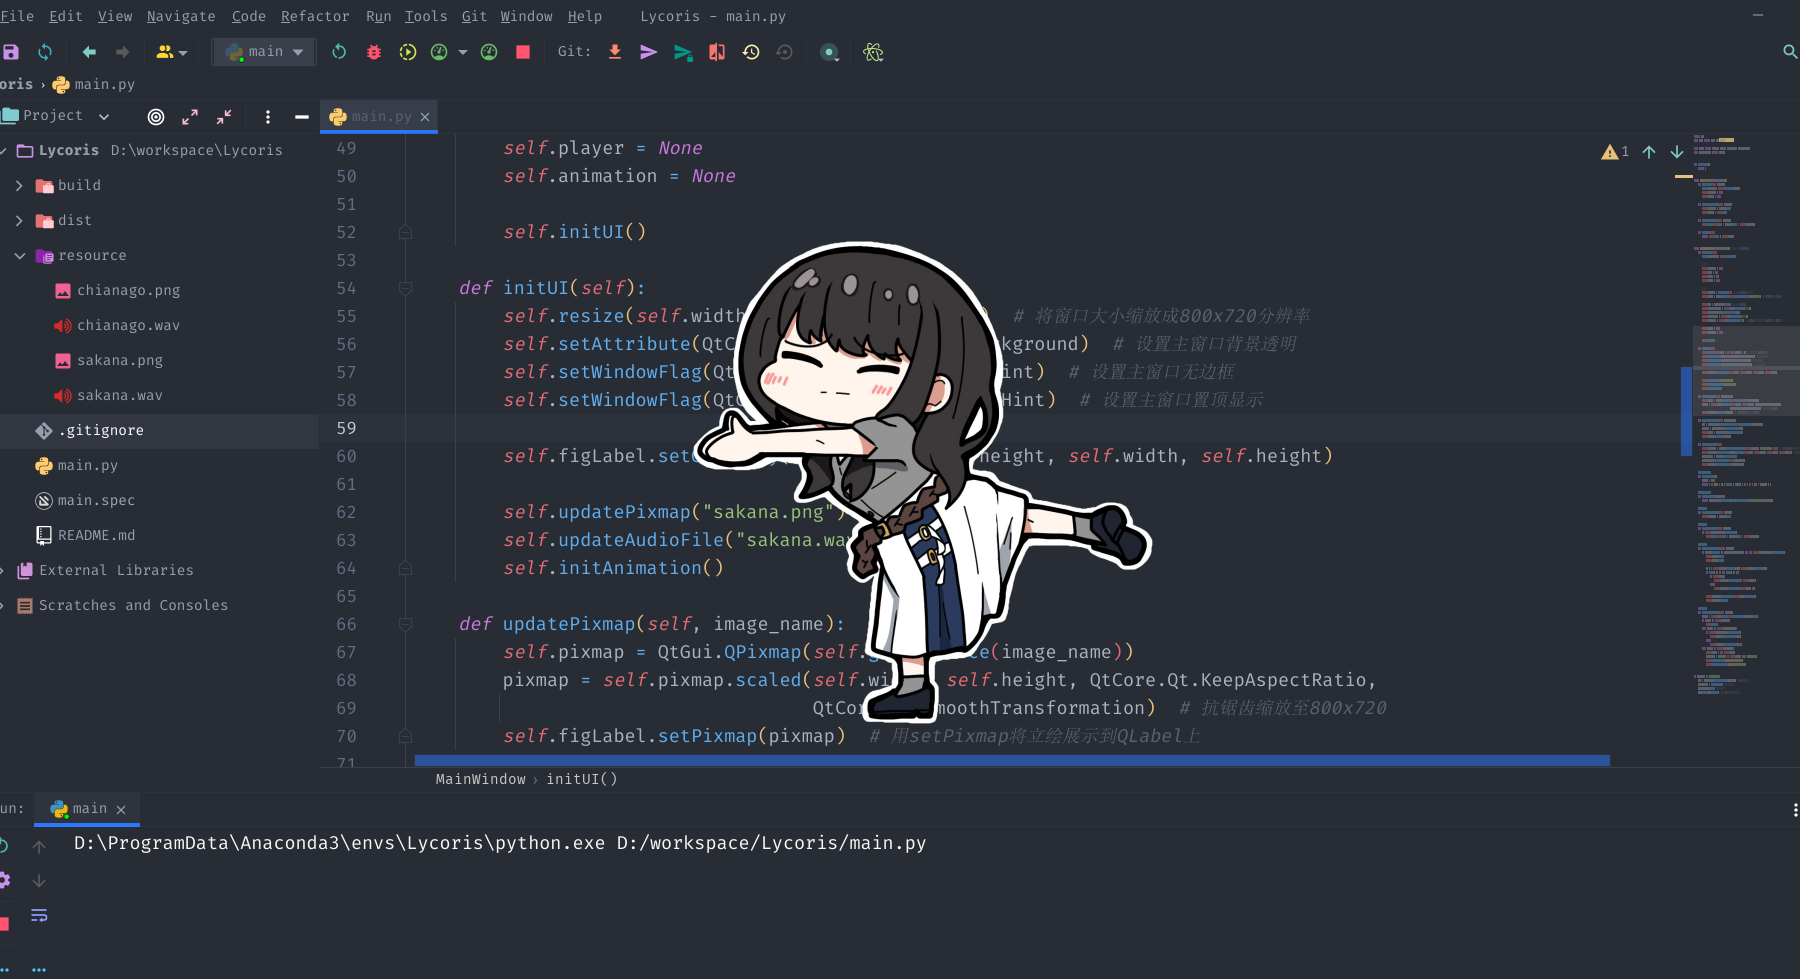 File Edit View Navigate Code Refactor Run Tools Git Window Help Lycoris - main.py
main Git:
oris › main.py
Project main.py
Lycoris D:\workspace\Lycoris
build
dist
resource
chianago.png
chianago.wav
sakana.png
sakana.wav
.gitignore
main.py
main.spec
README.md
External Libraries
Scratches and Consoles
49 self.player = None
50 self.animation = None
51
52 self.initUI()
53
54 def initUI(self):
55 self.resize(self.width ) # 将窗口大小缩放成800x720分辨率
56 self.setAttribute(QtC kground) # 设置主窗口背景透明
57 self.setWindowFlag(Qt int) # 设置主窗口无边框
58 self.setWindowFlag(QtC Hint) # 设置主窗口置顶显示
59
60 self.figLabel.set height, self.width, self.height)
61
62 self.updatePixmap("sakana.png")
63 self.updateAudioFile("sakana.wa
64 self.initAnimation()
65
66 def updatePixmap(self, image_name):
67 self.pixmap = QtGui.QPixmap(self. ce(image_name))
68 pixmap = self.pixmap.scaled(self.wi self.height, QtCore.Qt.KeepAspectRatio,
69 QtCor moothTransformation) # 抗锯齿缩放至800x720
70 self.figLabel.setPixmap(pixmap) # 用setPixmap将立绘展示到QLabel上
71
1
MainWindow › initUI()
un: main
D:\ProgramData\Anaconda3\envs\Lycoris\python.exe D:/workspace/Lycoris/main.py